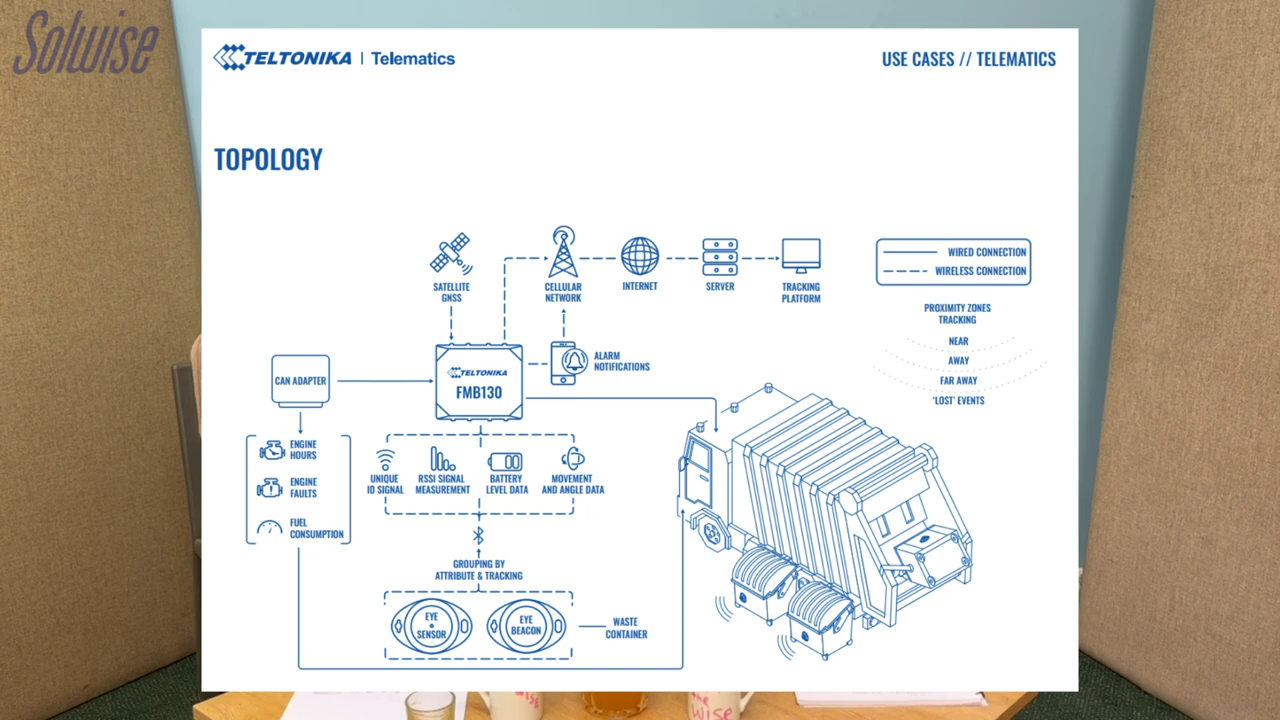 Solwise
TELTONIKA | Telematics
USE CASES // TELEMATICS
TOPOLOGY
SATELLITE
GNSS
CELLULAR
NETWORK
INTERNET
SERVER
TRACKING
PLATFORM
WIRED CONNECTION
WIRELESS CONNECTION
PROXIMITY ZONES
TRACKING
NEAR
AWAY
FAR AWAY
'LOST' EVENTS
CAN ADAPTER
TELTONIKA
FMB130
ALARM
NOTIFICATIONS
ENGINE
HOURS
ENGINE
FAULTS
FUEL
CONSUMPTION
UNIQUE
ID SIGNAL
RSSI SIGNAL
MEASUREMENT
BATTERY
LEVEL DATA
MOVEMENT
AND ANGLE DATA
GROUPING BY
ATTRIBUTE & TRACKING
EYE
SENSOR
EYE
BEACON
WASTE
CONTAINER
wise
the
wise